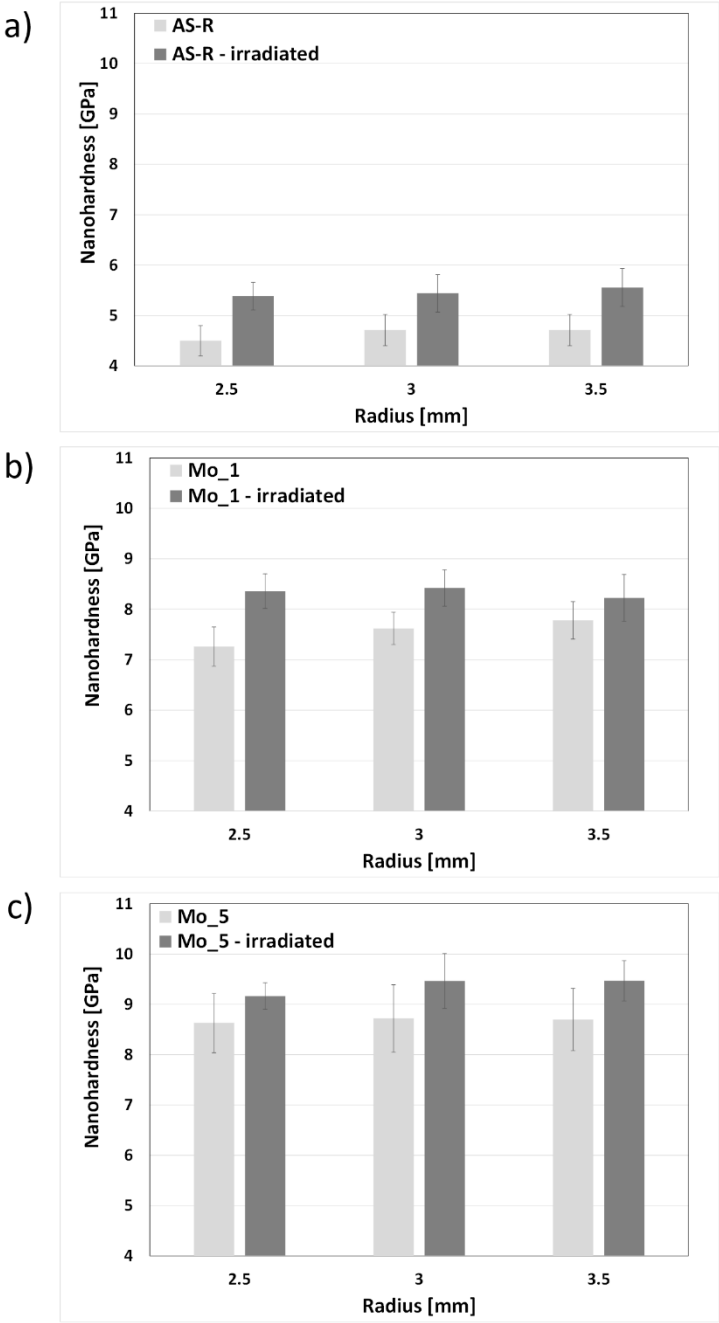 a)
AS-R
AS-R - irradiated
Nanohardness [GPa]
11
10
9
8
7
6
5
4
2.5 3 3.5
Radius [mm]
b)
Mo_1
Mo_1 - irradiated
Nanohardness [GPa]
11
10
9
8
7
6
5
4
2.5 3 3.5
Radius [mm]
c)
Mo_5
Mo_5 - irradiated
Nanohardness [GPa]
11
10
9
8
7
6
5
4
2.5 3 3.5
Radius [mm]